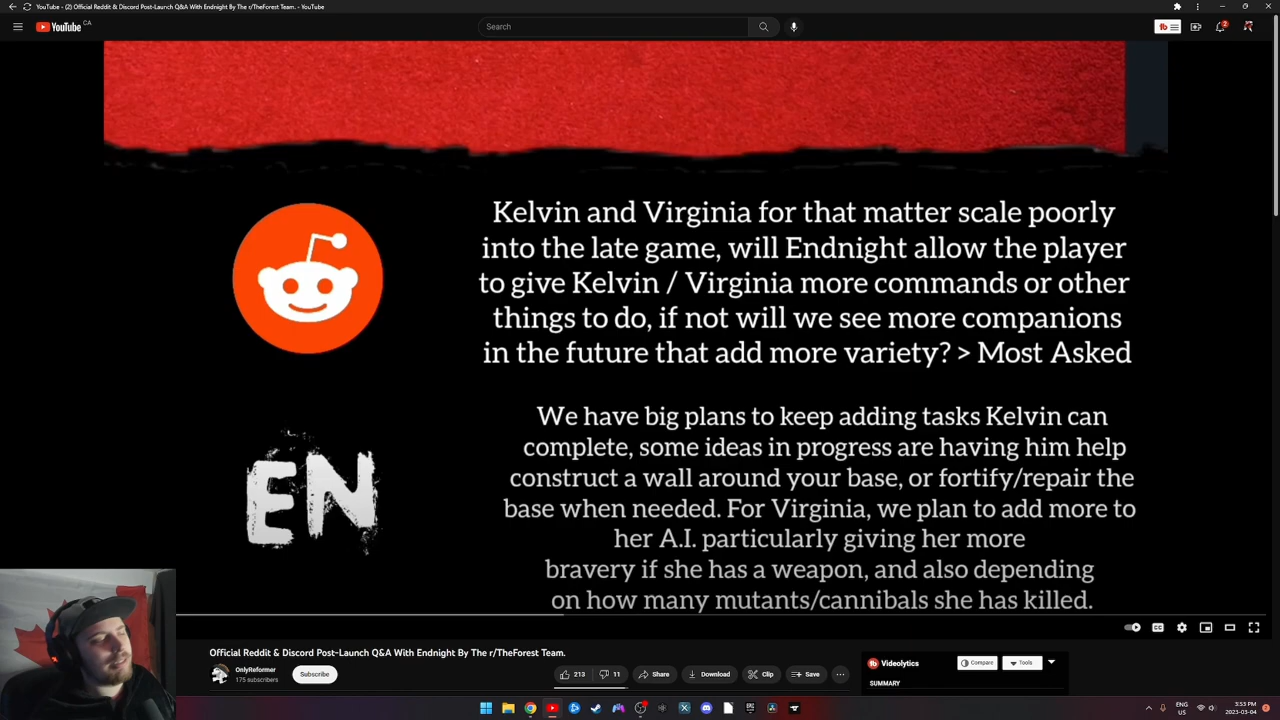 YouTube - (2) Official Reddit & Discord Post-Launch Q&A With Endnight By The r/TheForest Team. - YouTube
YouTube CA
Search
2
Kelvin and Virginia for that matter scale poorly
into the late game, will Endnight allow the player
to give Kelvin / Virginia more commands or other
things to do, if not will we see more companions
in the future that add more variety? > Most Asked
EN
We have big plans to keep adding tasks Kelvin can
complete, some ideas in progress are having him help
construct a wall around your base, or fortify/repair the
base when needed. For Virginia, we plan to add more to
her A.I. particularly giving her more
bravery if she has a weapon, and also depending
on how many mutants/cannibals she has killed.
Official Reddit & Discord Post-Launch Q&A With Endnight By The r/TheForest Team.
OnlyReformer
175 subscribers
Subscribe
213
11
Share
Download
Clip
Save
Videolytics
Compare
Tools
SUMMARY
ENG
US
3:53 PM
2023-03-04